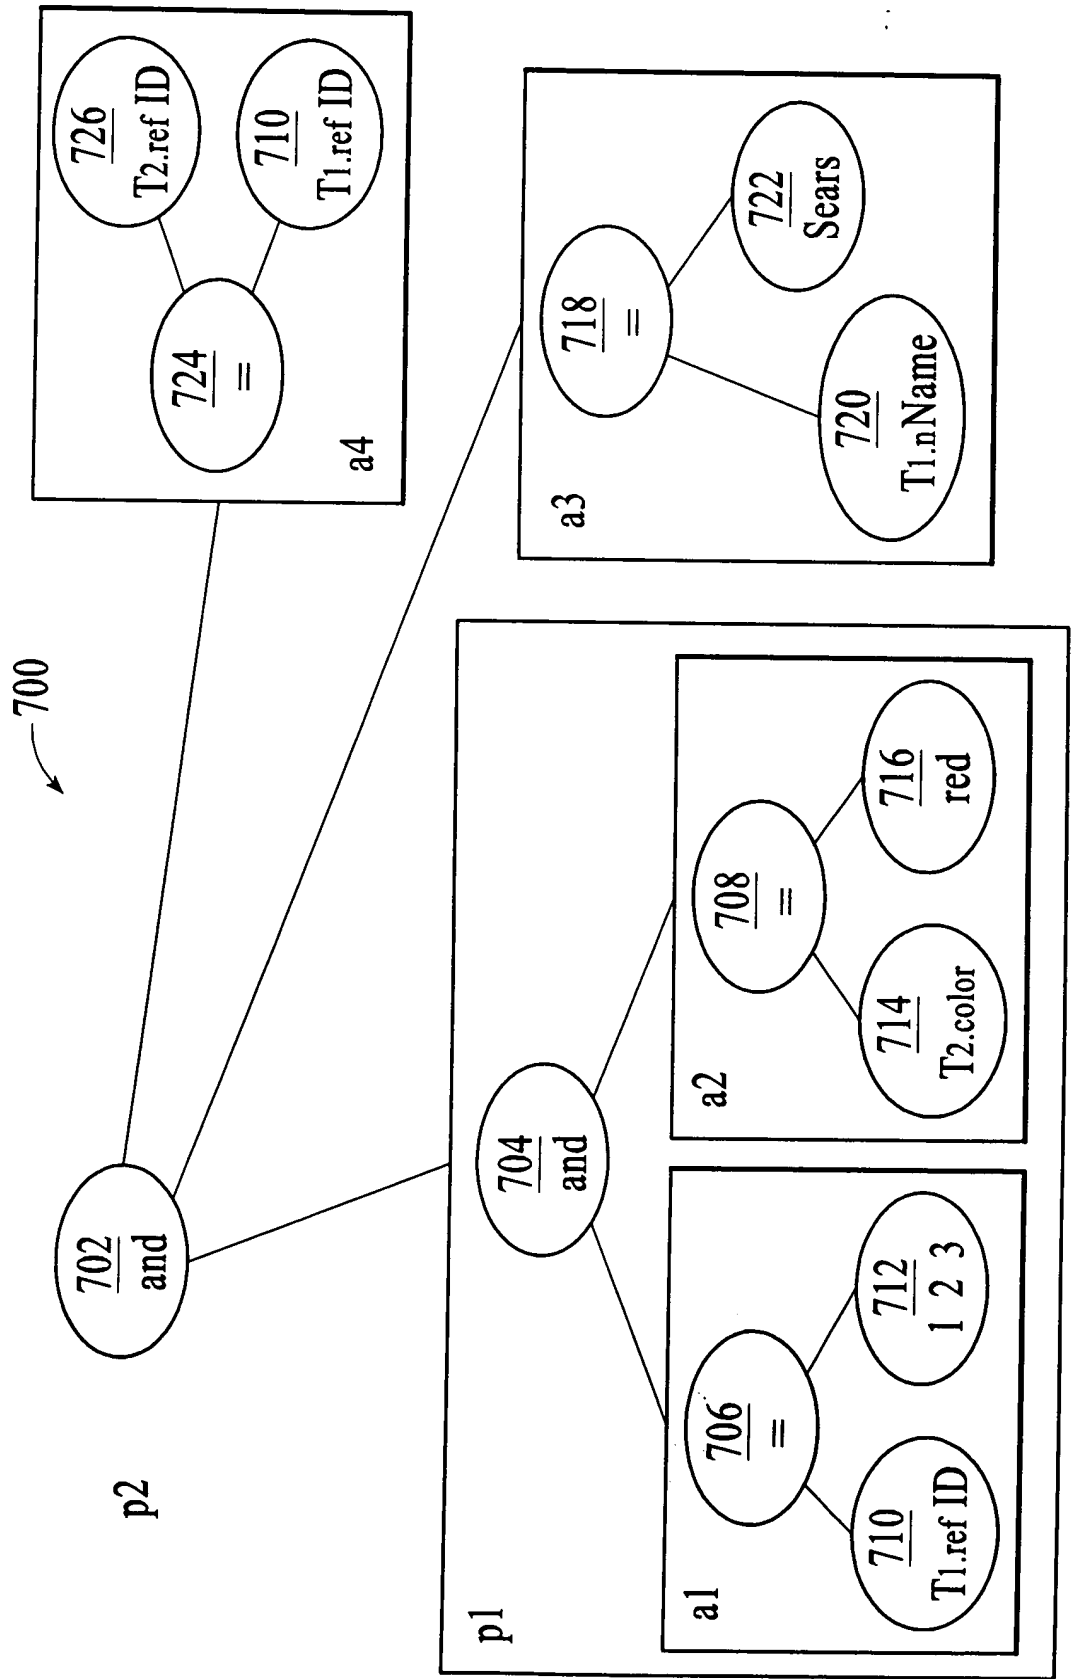 700
p2
702
and
724
=
726
T2.ref ID
710
T1.ref ID
a4
p1
704
and
a1
706
=
710
T1.ref ID
712
1 2 3
a2
708
=
714
T2.color
716
red
a3
718
=
720
T1.nName
722
Sears